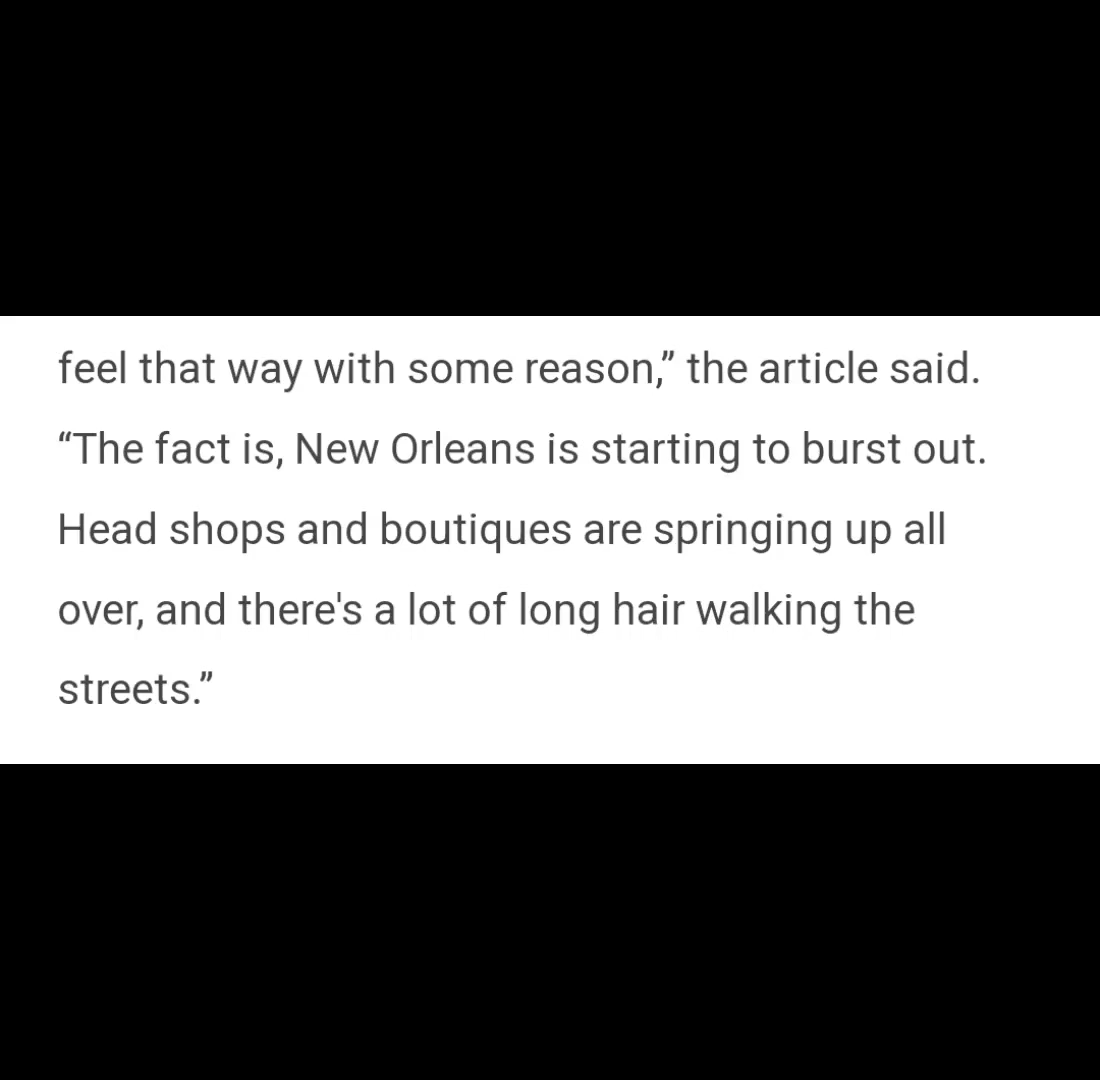 feel that way with some reason,” the article said.
“The fact is, New Orleans is starting to burst out.
Head shops and boutiques are springing up all
over, and there's a lot of long hair walking the
streets.”